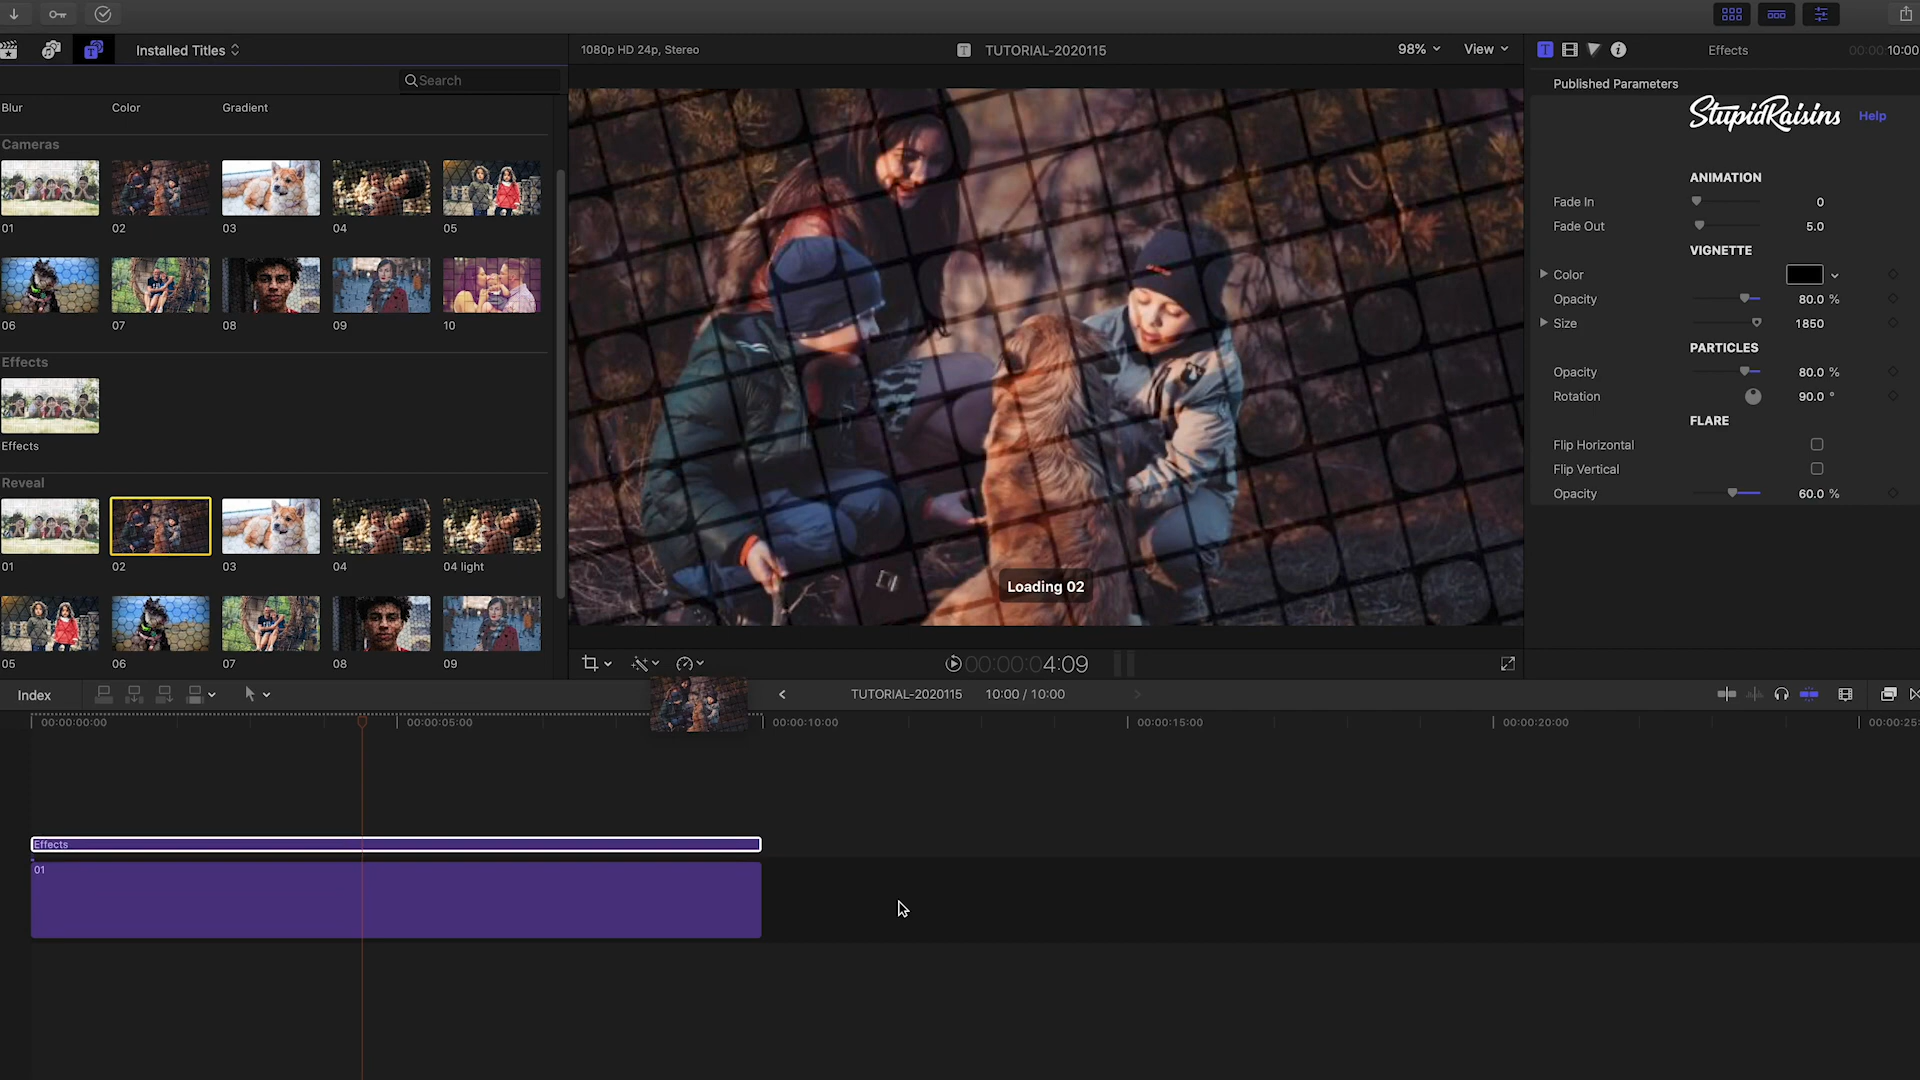 Installed Titles
1080p HD 24p, Stereo
TUTORIAL-2020115
98%
View
Effects
00:00:10:00
Search
Published Parameters
StupidRaisins
Help
Blur
Color
Gradient
Cameras
01
02
03
04
05
06
07
08
09
10
Effects
Effects
Reveal
01
02
03
04
04 light
05
06
07
08
09
Loading 02
ANIMATION
Fade In
0
Fade Out
5.0
VIGNETTE
Color
Opacity
80.0 %
Size
1850
PARTICLES
Opacity
80.0 %
Rotation
90.0 °
FLARE
Flip Horizontal
Flip Vertical
Opacity
60.0 %
00:00:04:09
Index
TUTORIAL-2020115
10:00 / 10:00
00:00:00:00
00:00:05:00
00:00:10:00
00:00:15:00
00:00:20:00
00:00:25:
Effects
01